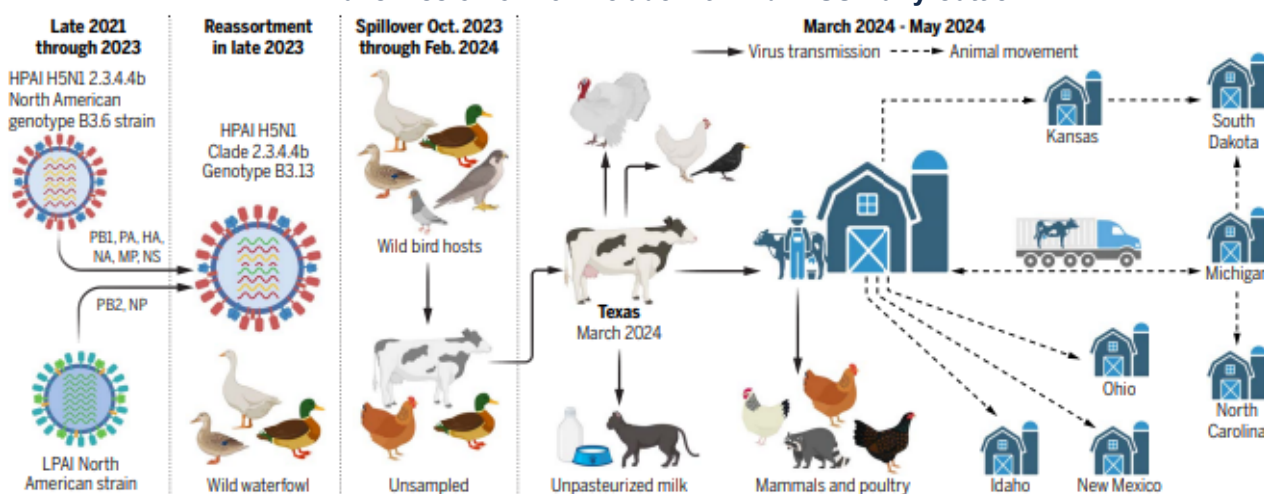 Late 2021
through 2023
HPAI H5N1 2.3.4.4b
North American
genotype B3.6 strain
PB1, PA, HA,
NA, MP, NS
PB2, NP
LPAI North
American strain
Reassortment
in late 2023
HPAI H5N1
Clade 2.3.4.4b
Genotype B3.13
Wild waterfowl
Spillover Oct. 2023
through Feb. 2024
Wild bird hosts
Unsampled
March 2024 - May 2024
Virus transmission
Animal movement
Texas
March 2024
Unpasteurized milk
Mammals and poultry
Kansas
South
Dakota
Michigan
Ohio
North
Carolina
Idaho
New Mexico